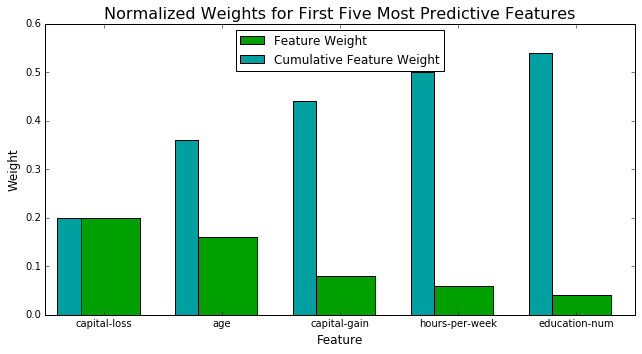 Normalized Weights for First Five Most Predictive Features
Feature Weight
Cumulative Feature Weight
Weight
0.6
0.5
0.4
0.3
0.2
0.1
0.0
capital-loss age capital-gain hours-per-week education-num
Feature